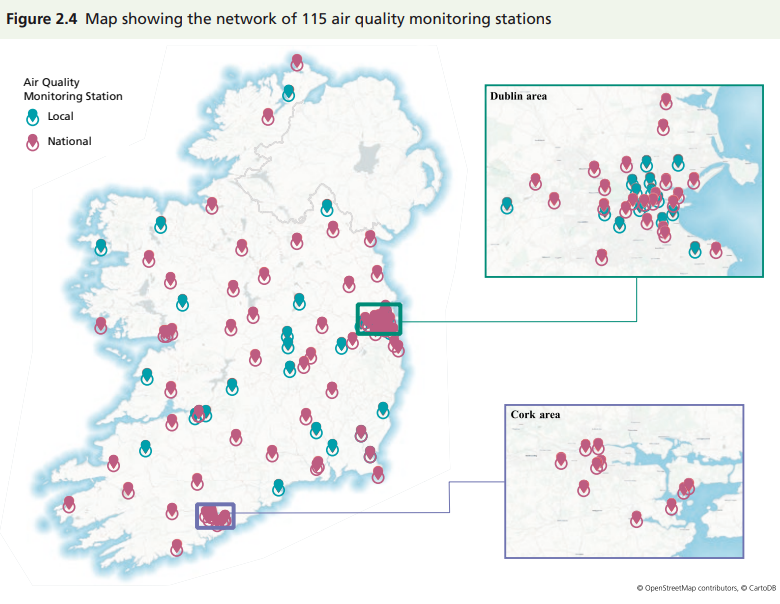 Figure 2.4 Map showing the network of 115 air quality monitoring stations
Air Quality
Monitoring Station
Local
National
Dublin area
Cork area
© OpenStreetMap contributors, © CartoDB